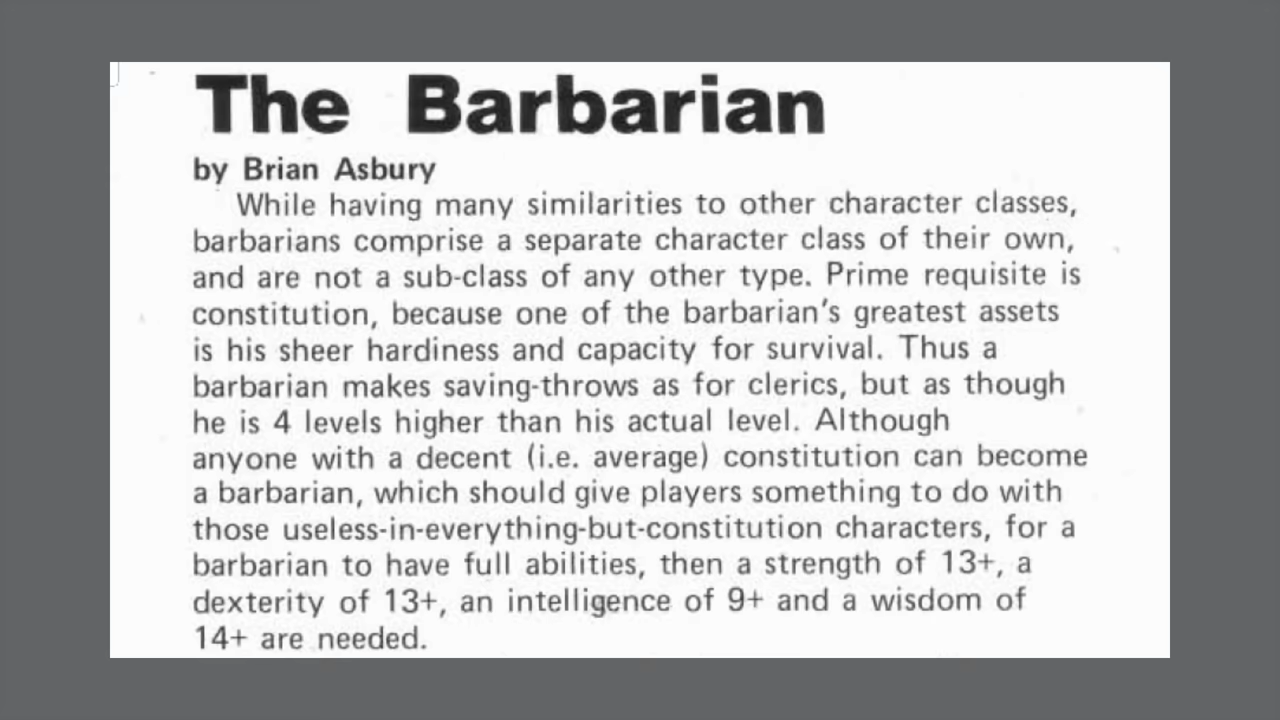 The Barbarian
by Brian Asbury
While having many similarities to other character classes,
barbarians comprise a separate character class of their own,
and are not a sub-class of any other type. Prime requisite is
constitution, because one of the barbarian's greatest assets
is his sheer hardiness and capacity for survival. Thus a
barbarian makes saving-throws as for clerics, but as though
he is 4 levels higher than his actual level. Although
anyone with a decent (i.e. average) constitution can become
a barbarian, which should give players something to do with
those useless-in-everything-but-constitution characters, for a
barbarian to have full abilities, then a strength of 13+, a
dexterity of 13+, an intelligence of 9+ and a wisdom of
14+ are needed.